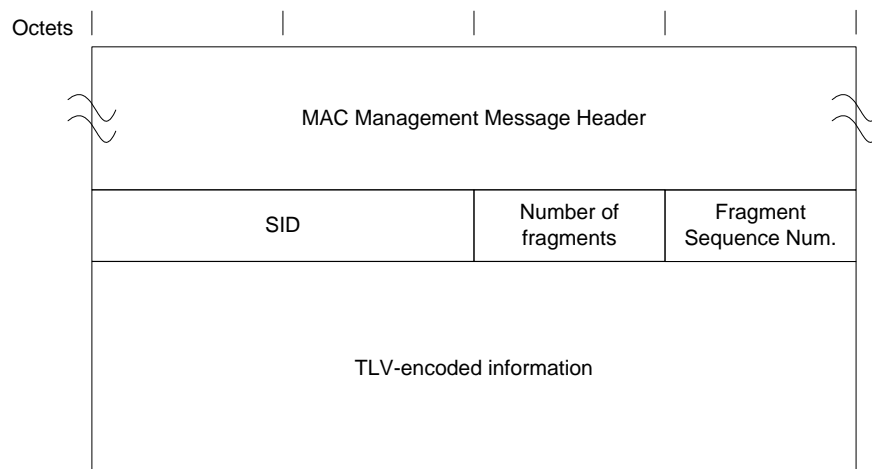 Octets
MAC Management Message Header
SID
Number of
fragments
Fragment
Sequence Num.
TLV-encoded information